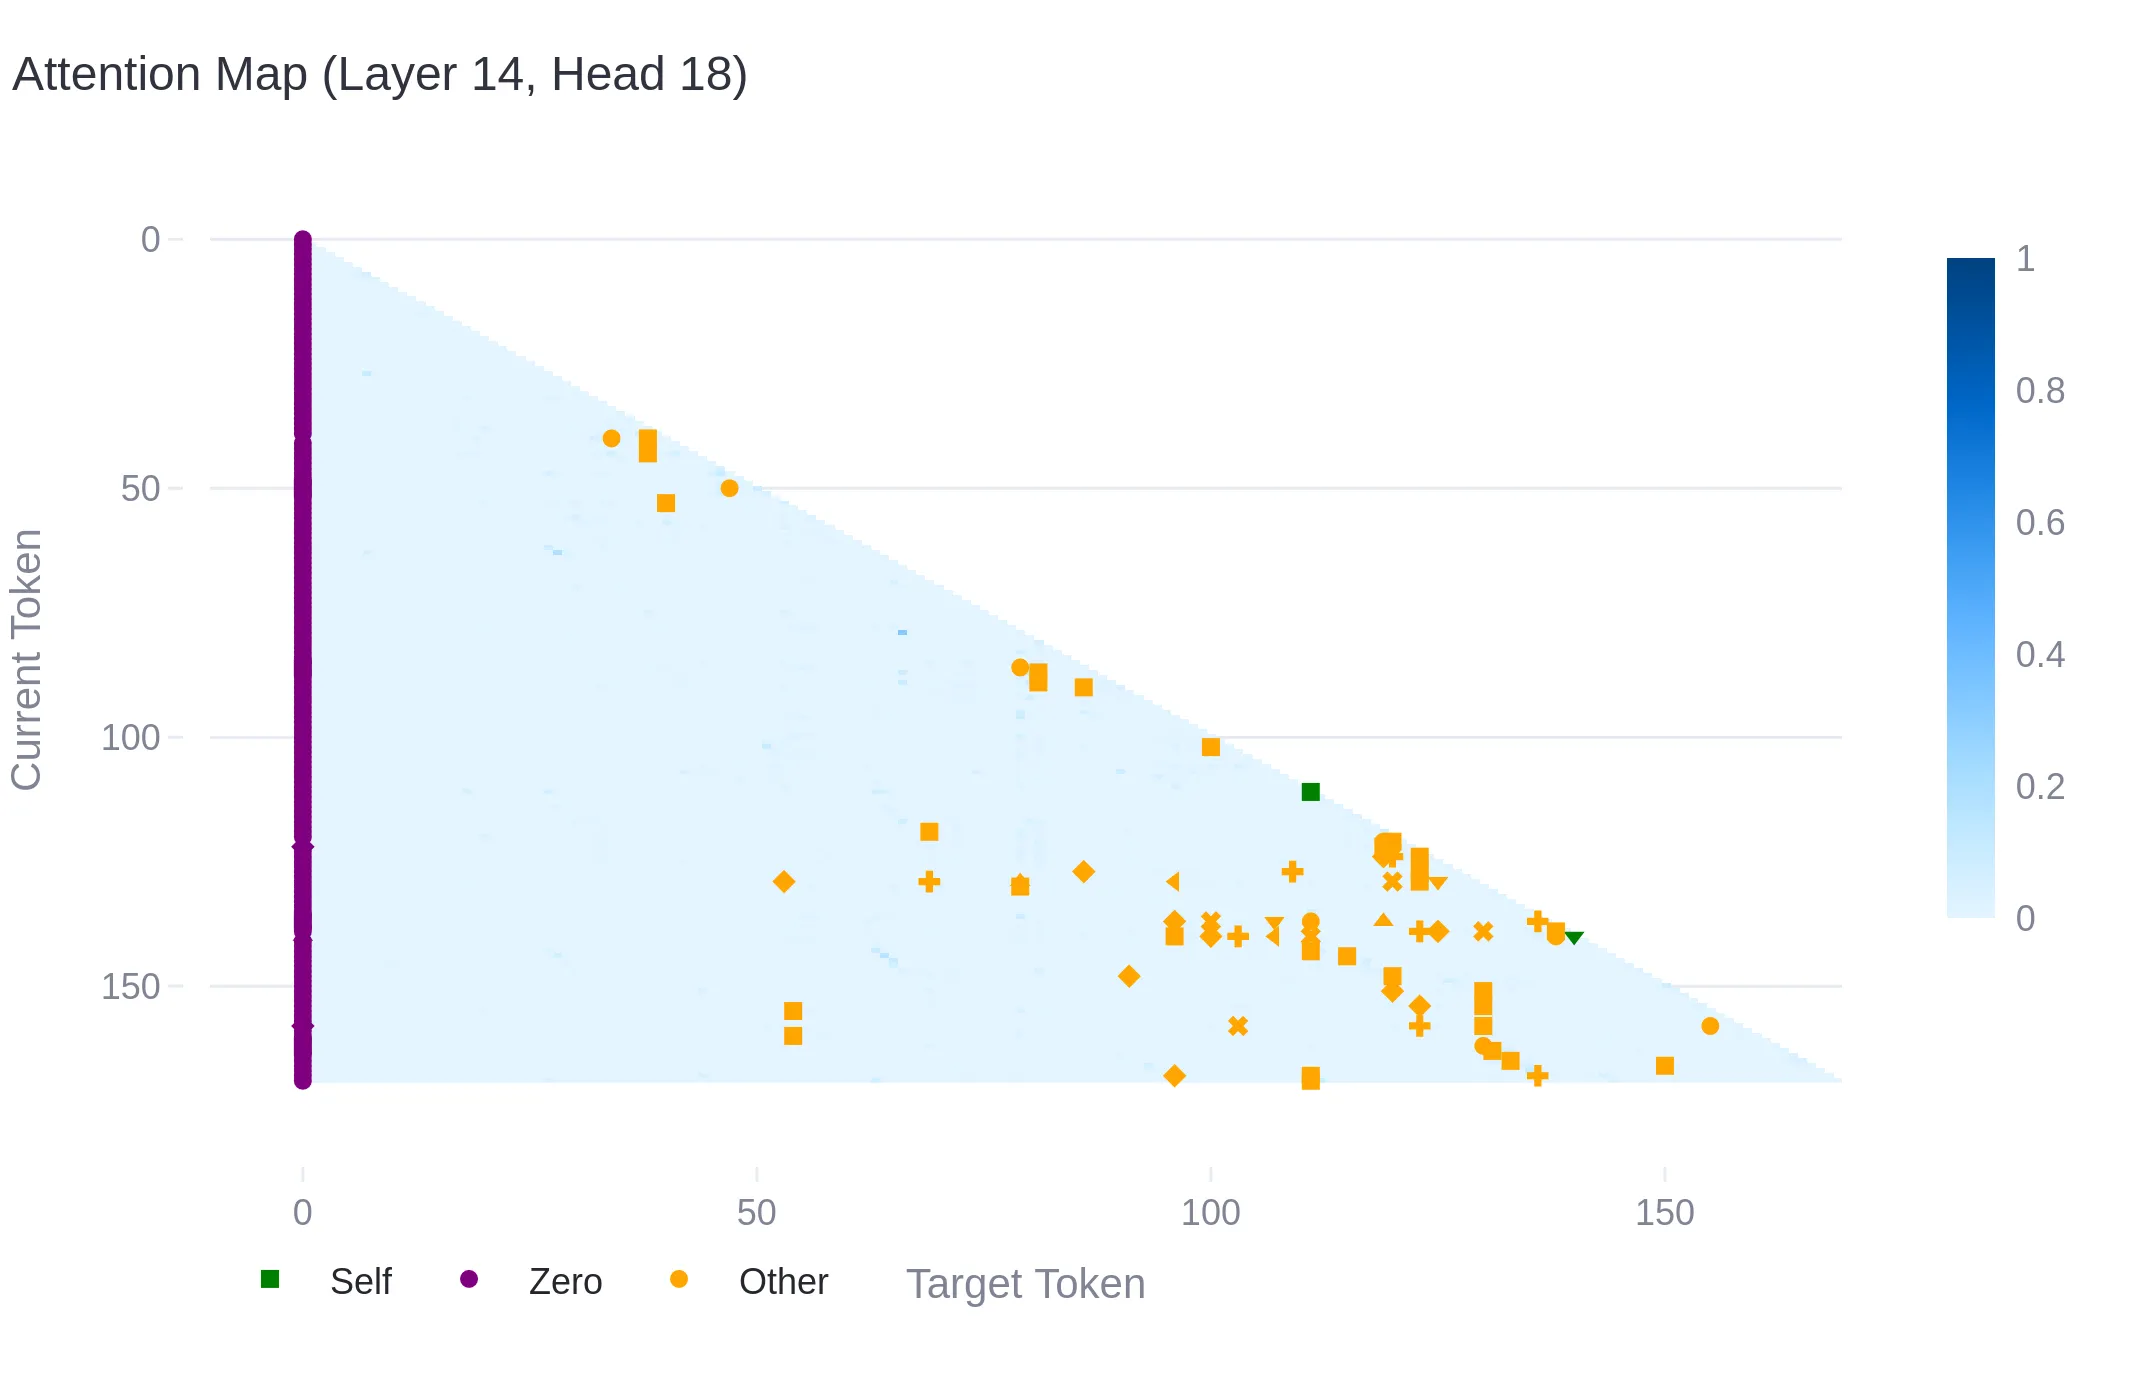 Attention Map (Layer 14, Head 18)
0
50
100
150
Current Token
1
0.8
0.6
0.4
0.2
0
0
50
100
150
Self
Zero
Other
Target Token